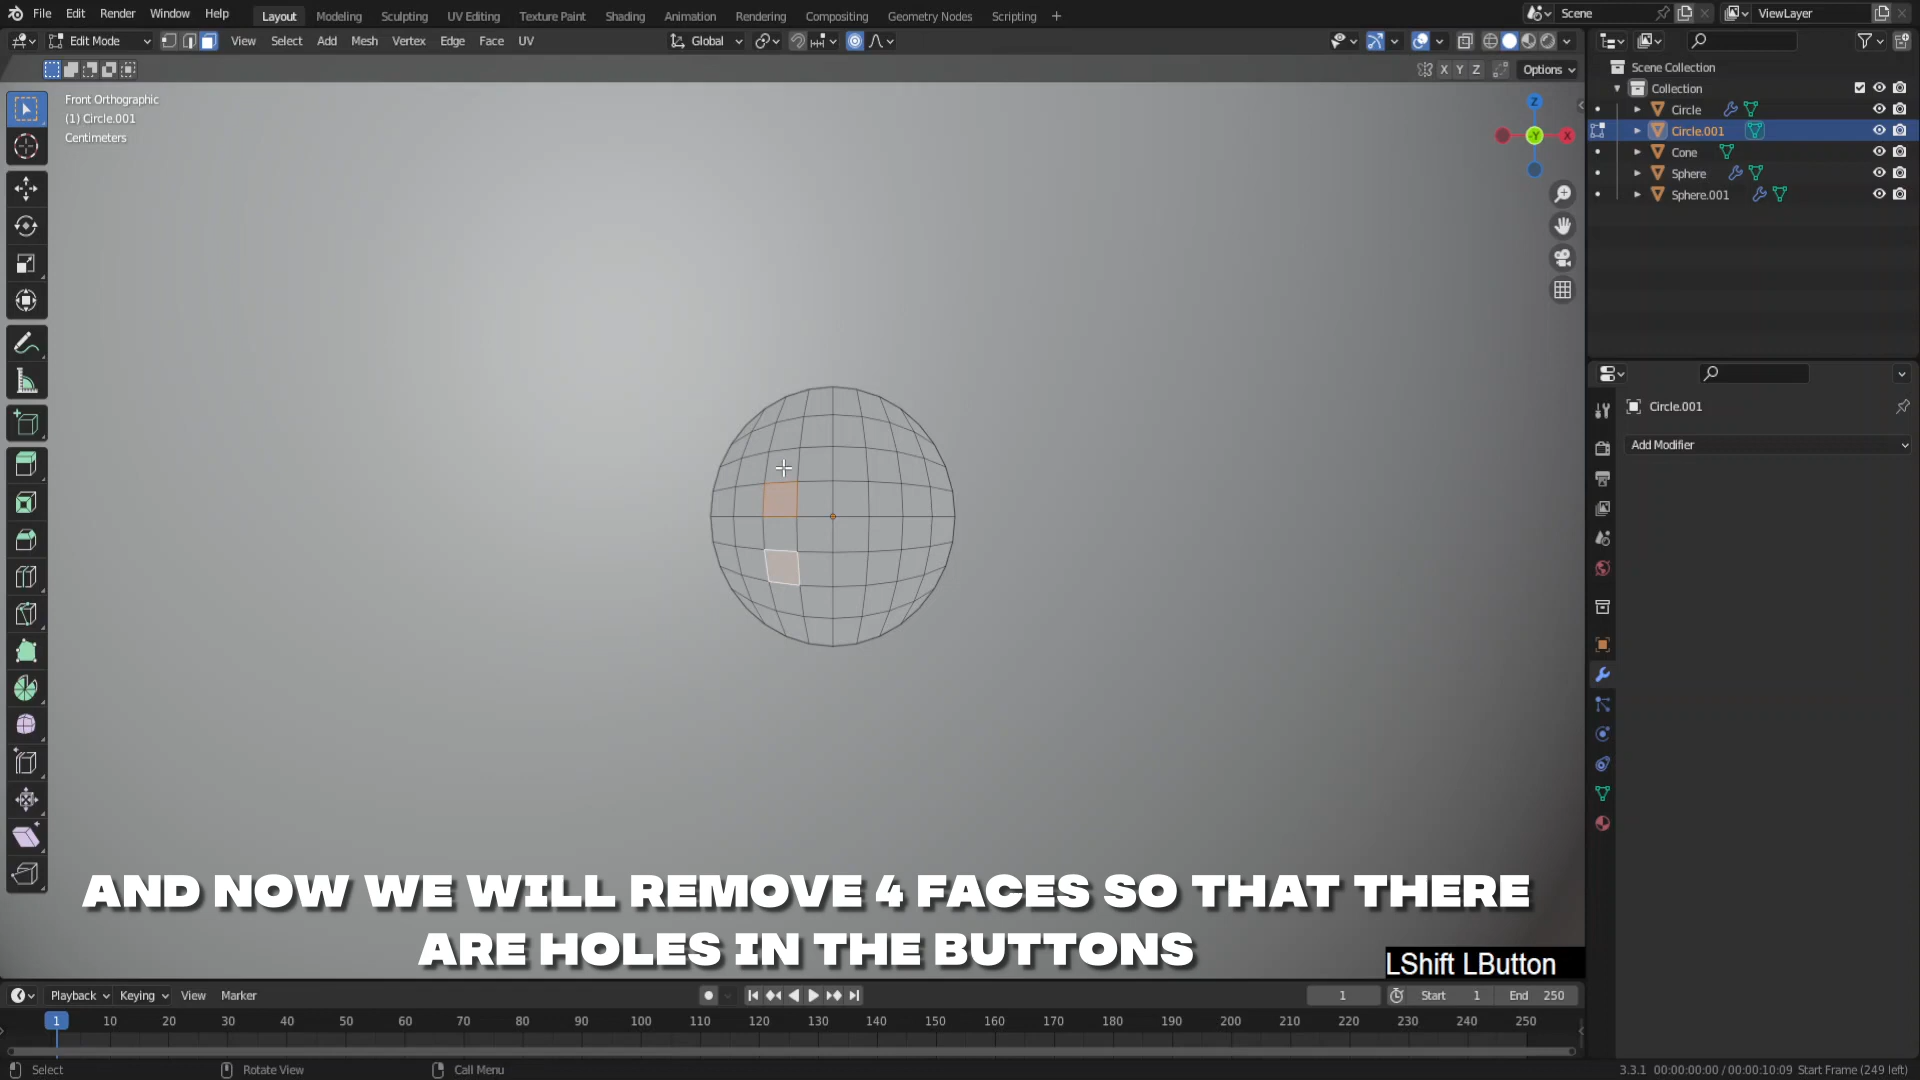 File Edit Render Window Help Layout Modeling Sculpting UV Editing Texture Paint Shading Animation Rendering Compositing Geometry Nodes Scripting Scene ViewLayer
Edit Mode View Select Add Mesh Vertex Edge Face UV Global
X Y Z Options
Front Orthographic
(1) Circle.001
Centimeters
Z
Y
X
Scene Collection
Collection
Circle
Circle.001
Cone
Sphere
Sphere.001
Circle.001
Add Modifier
AND NOW WE WILL REMOVE 4 FACES SO THAT THERE
ARE HOLES IN THE BUTTONS
LShift LButton
Playback Keying View Marker 1 Start 1 End 250
1 10 20 30 40 50 60 70 80 90 100 110 120 130 140 150 160 170 180 190 200 210 220 230 240 250
Select Rotate View Call Menu 3.3.1 00:00:00:00 / 00:00:10:09 Start Frame (249 left)